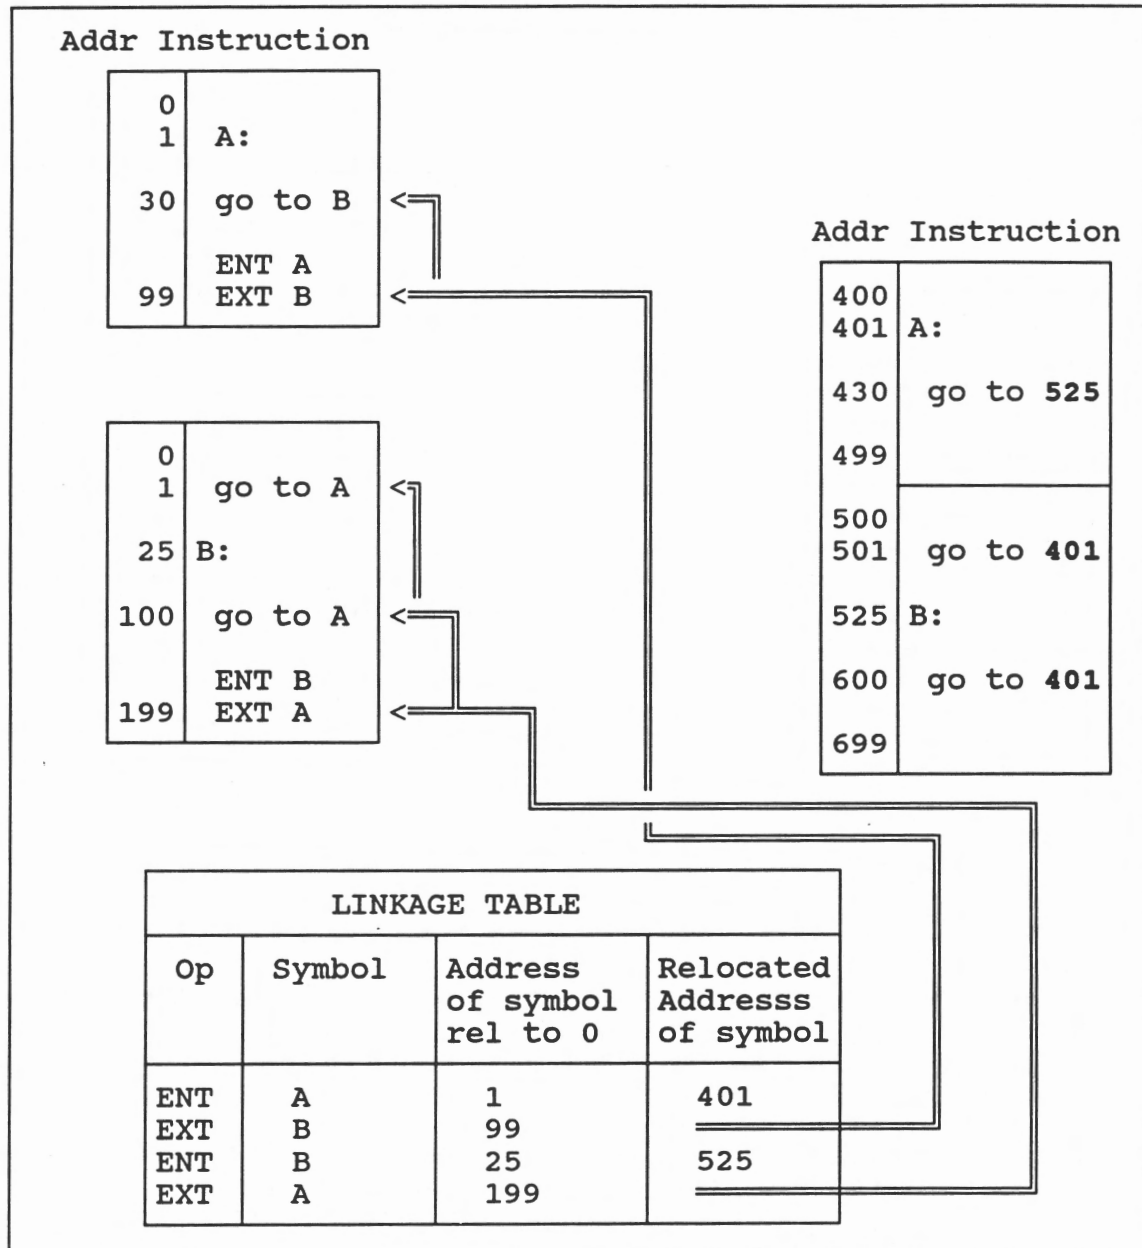 Addr Instruction
0
1 A:
30 go to B
ENT A
99 EXT B
0
1 go to A
25 B:
100 go to A
ENT B
199 EXT A
Addr Instruction
400
401 A:
430 go to 525
499
500
501 go to 401
525 B:
600 go to 401
699
LINKAGE TABLE
Op Symbol Address Relocated
of symbol Addresss
rel to 0 of symbol
ENT A 1 401
EXT B 99
ENT B 25 525
EXT A 199